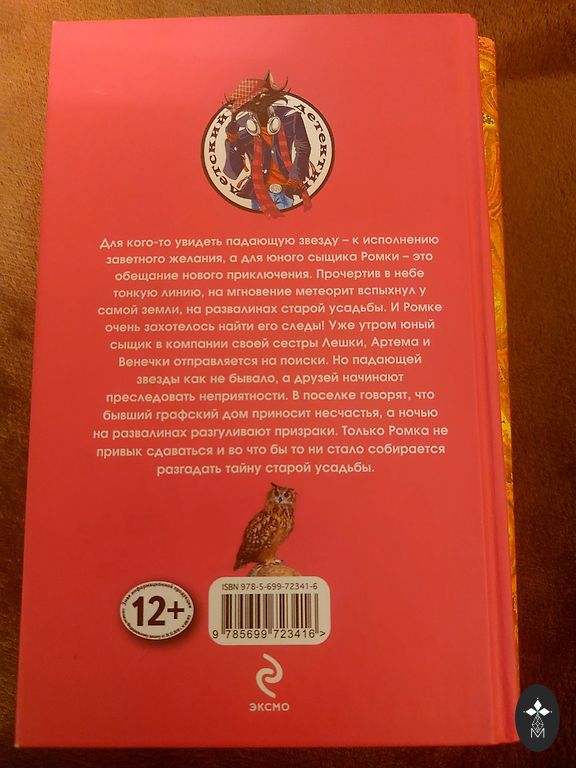 Детский
детектив
Для кого-то увидеть падающую звезду – к исполнению
заветного желания, а для юного сыщика Ромки – это
обещание нового приключения. Прочертив в небе
тонкую линию, на мгновение метеорит вспыхнул у
самой земли, на развалинах старой усадьбы. И Ромке
очень захотелось найти его следы! Уже утром юный
сыщик в компании своей сестры Лешки, Артема и
Венечки отправляется на поиски. Но падающей
звезды как не бывало, а друзей начинают
преследовать неприятности. В поселке говорят, что
бывший графский дом приносит несчастья, а ночью
на развалинах разгуливают призраки. Только Ромка не
привык сдаваться и во что бы то ни стало собирается
разгадать тайну старой усадьбы.
Знак информационной продукции
12+
ISBN 978-5-699-72341-6
9 785699 723416 >
ЭКСМО
М